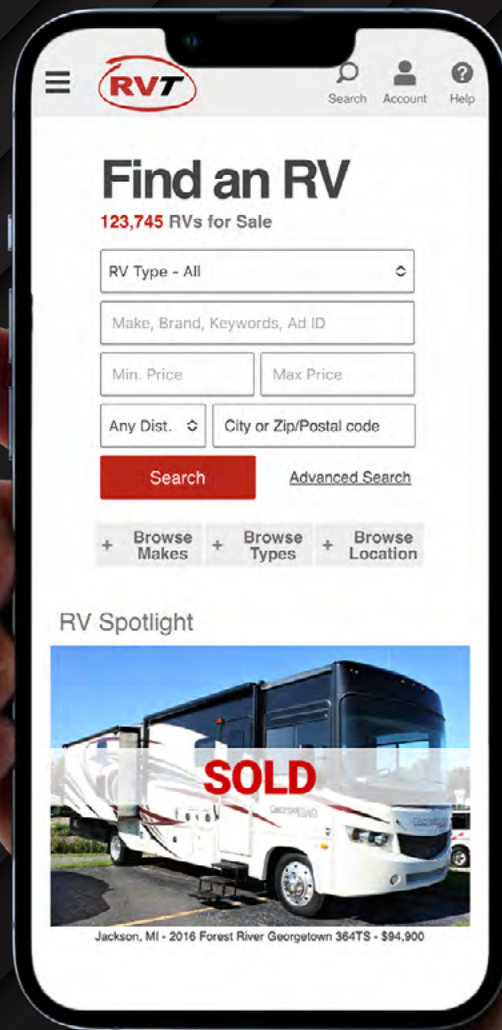 RVT
Search Account Help
Find an RV
123,745 RVs for Sale
RV Type - All
Make, Brand, Keywords, Ad ID
Min. Price Max Price
Any Dist. City or Zip/Postal code
Search Advanced Search
+ Browse Makes + Browse Types + Browse Location
RV Spotlight
SOLD
Jackson, MI - 2016 Forest River Georgetown 364TS - $94,900